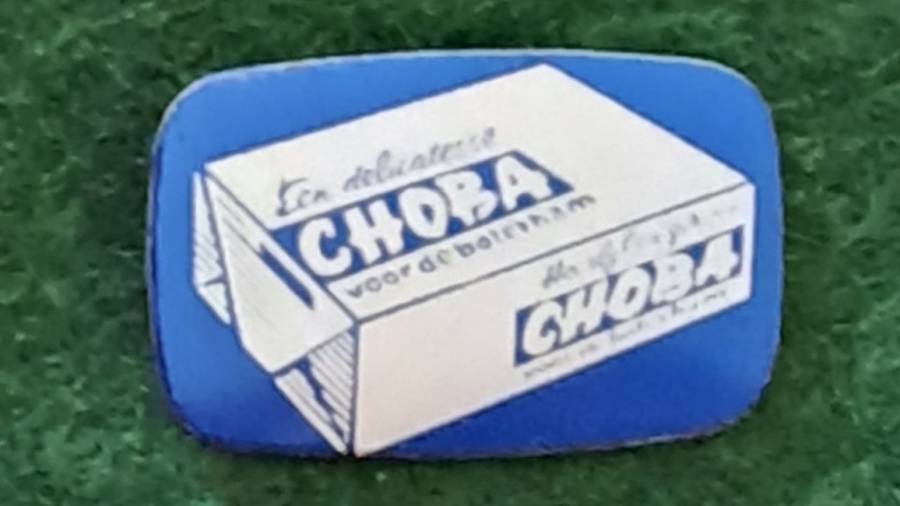 Een delicatesse
CHOBA
voor de boterham
CHOBA